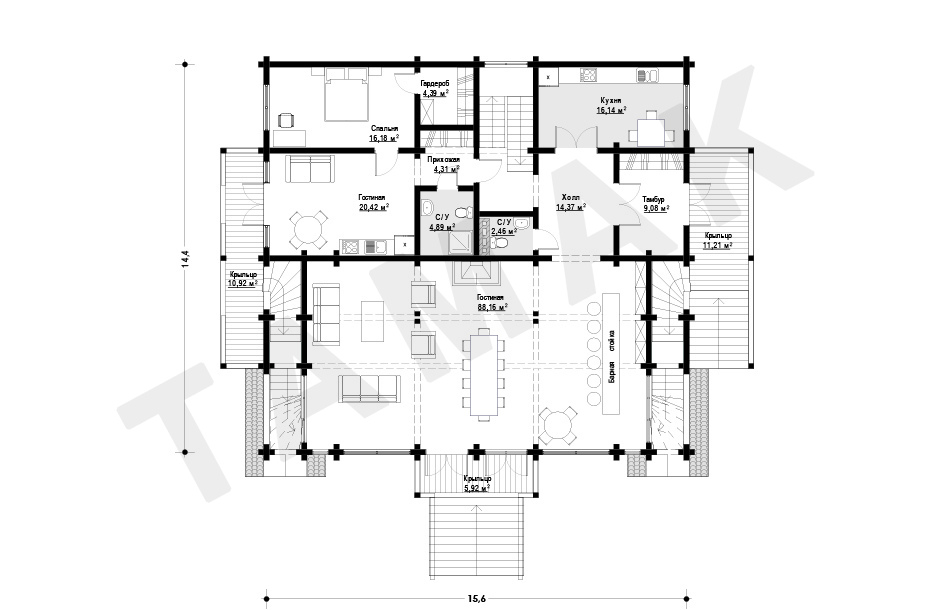 Гардероб
4,39 м²
Кухня
16,14 м²
Спальня
16,18 м²
Прихожая
4,31 м²
Гостиная
20,42 м²
Холл
14,37 м²
Тамбур
9,08 м²
С/У
4,89 м²
С/У
2,46 м²
Крыльцо
11,21 м²
Крыльцо
10,92 м²
Гостиная
88,16 м²
Барная стойка
Крыльцо
5,92 м²
14,4
15,6
х
х
TAMAK